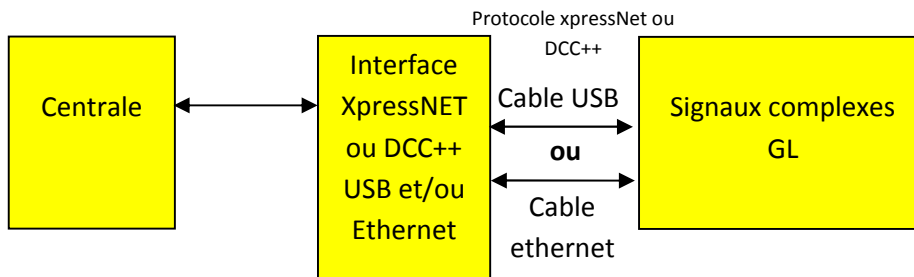 Protocole xpressNet ou
DCC++
Centrale
Interface
XpressNET
ou DCC++
USB et/ou
Ethernet
Cable USB
ou
Cable
ethernet
Signaux complexes
GL